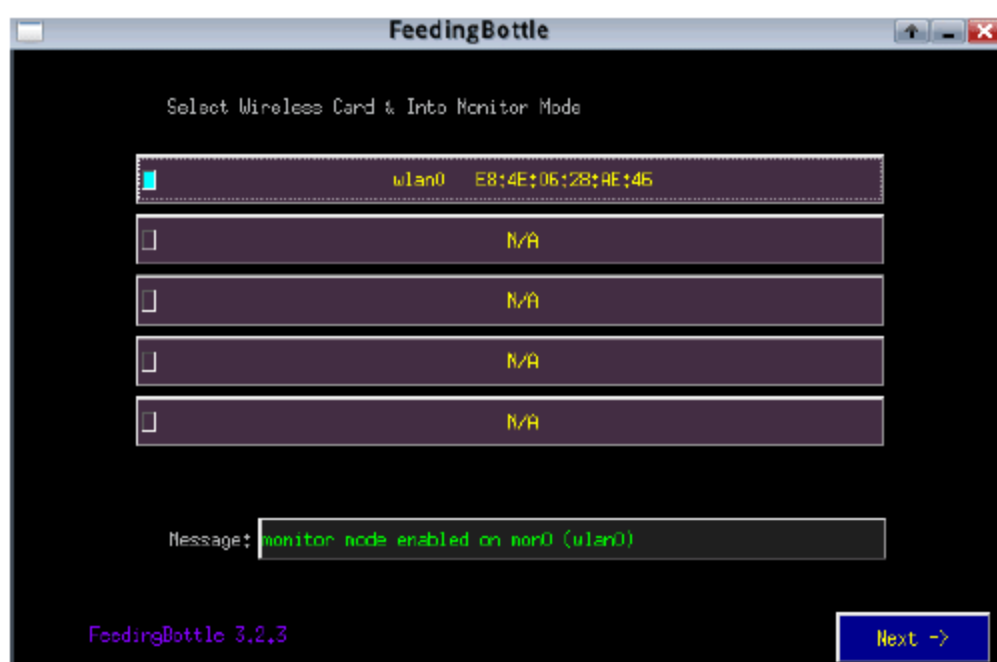 FeedingBottle
Select Wireless Card & Into Monitor Mode
wlan0 E8:4E:06:28:AE:46
N/A
N/A
N/A
N/A
Message: monitor mode enabled on mon0 (wlan0)
FeedingBottle 3.2.3
Next ->